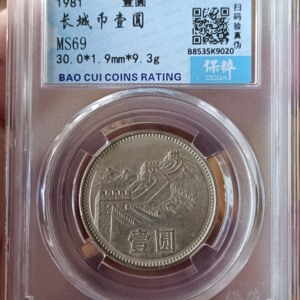 1981 壹圆
长城币壹圆
MS69
30.0*1.9mm*9.3g
BAO CUI COINS RATING
扫码验真伪
B8535K9020
保粹
壹圆